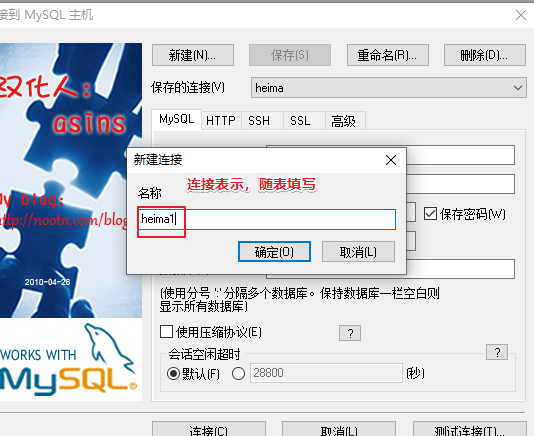 接到 MySQL 主机
新建(N)...
保存(S)
重命名(R)...
删除(D)...
汉化人:
asins
保存的连接(V)
heima
MySQL
HTTP
SSH
SSL
高级
新建连接
名称
连接表示，随表填写
heima1
确定(O)
取消(L)
My blog:
http://nootn.com/blog
保存密码(W)
2010-04-26
(使用分号 ';' 分隔多个数据库。保持数据库一栏空白则
显示所有数据库)
使用压缩协议(E)
?
会话空闲超时
?
默认(F)
28800
(秒)
WORKS WITH
MySQL
连接(C)
取消(L)
测试连接(T)...